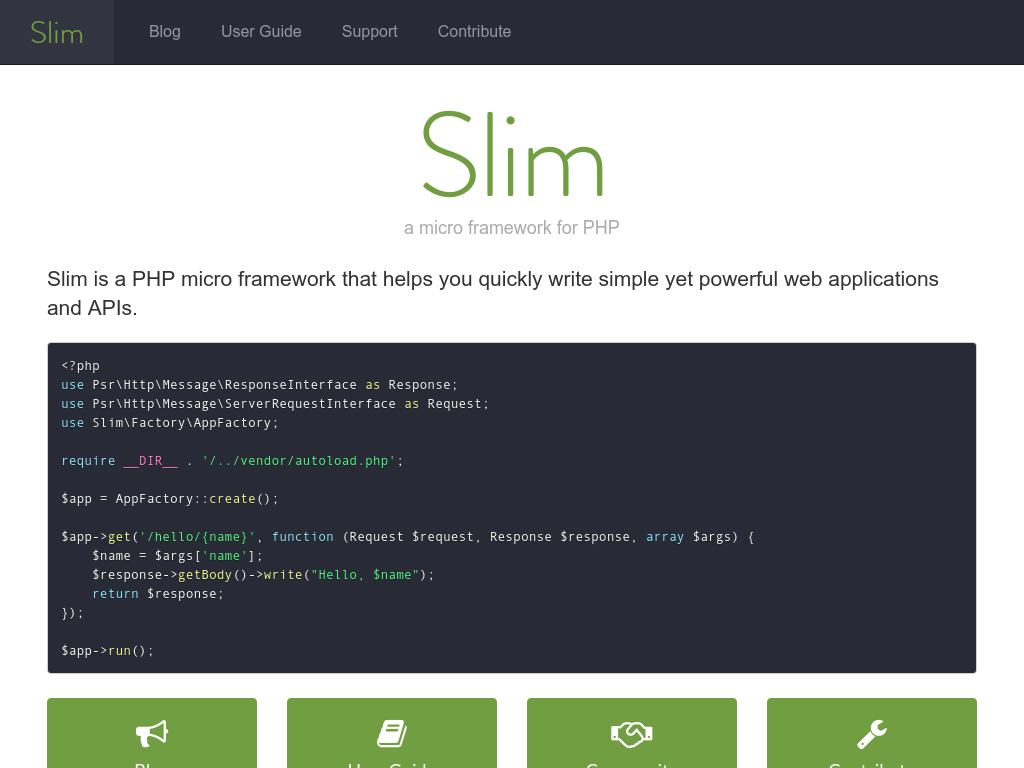 Slim
Blog
User Guide
Support
Contribute
Slim
a micro framework for PHP
Slim is a PHP micro framework that helps you quickly write simple yet powerful web applications
and APIs.
<?php
use Psr\Http\Message\ResponseInterface as Response;
use Psr\Http\Message\ServerRequestInterface as Request;
use Slim\Factory\AppFactory;
require __DIR__ . '/../vendor/autoload.php';
$app = AppFactory::create();
$app->get('/hello/{name}', function (Request $request, Response $response, array $args) {
    $name = $args['name'];
    $response->getBody()->write("Hello, $name");
    return $response;
});
$app->run();